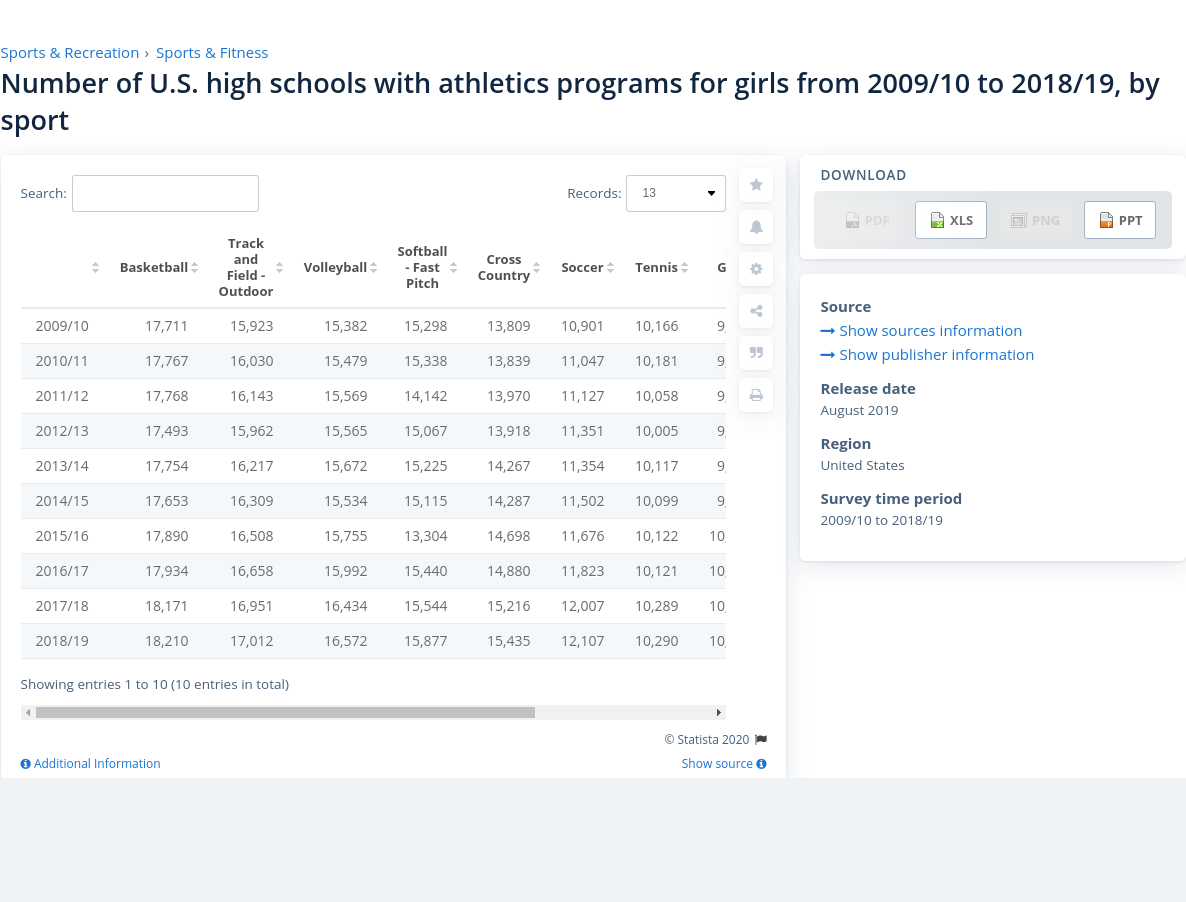 Sports & Recreation › Sports & Fitness
Number of U.S. high schools with athletics programs for girls from 2009/10 to 2018/19, by
sport
Search:
Records: 13
Basketball Track and Field - Outdoor Volleyball Softball - Fast Pitch Cross Country Soccer Tennis G
2009/10 17,711 15,923 15,382 15,298 13,809 10,901 10,166 9,
2010/11 17,767 16,030 15,479 15,338 13,839 11,047 10,181 9,
2011/12 17,768 16,143 15,569 14,142 13,970 11,127 10,058 9,
2012/13 17,493 15,962 15,565 15,067 13,918 11,351 10,005 9,
2013/14 17,754 16,217 15,672 15,225 14,267 11,354 10,117 9,
2014/15 17,653 16,309 15,534 15,115 14,287 11,502 10,099 9,
2015/16 17,890 16,508 15,755 13,304 14,698 11,676 10,122 10,
2016/17 17,934 16,658 15,992 15,440 14,880 11,823 10,121 10,
2017/18 18,171 16,951 16,434 15,544 15,216 12,007 10,289 10,
2018/19 18,210 17,012 16,572 15,877 15,435 12,107 10,290 10,
Showing entries 1 to 10 (10 entries in total)
© Statista 2020
Additional Information
Show source
DOWNLOAD
PDF XLS PNG PPT
Source
Show sources information
Show publisher information
Release date
August 2019
Region
United States
Survey time period
2009/10 to 2018/19